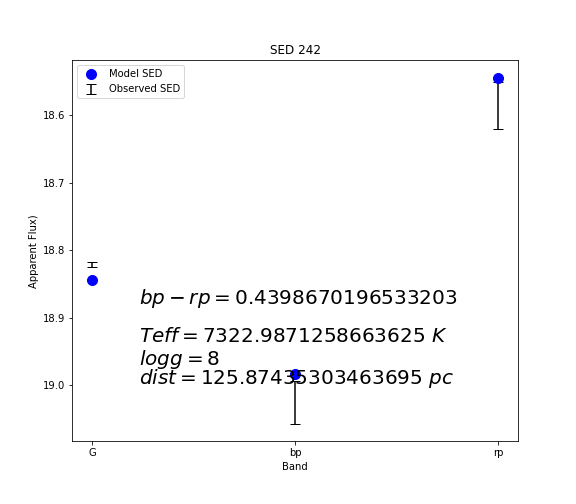 SED 242
Model SED
Observed SED
18.6
18.7
18.8
18.9
19.0
Apparent Flux)
bp − rp = 0.4398670196533203
Teff = 7322.9871258663625 K
logg = 8
dist = 125.87435303463695 pc
G
bp
rp
Band